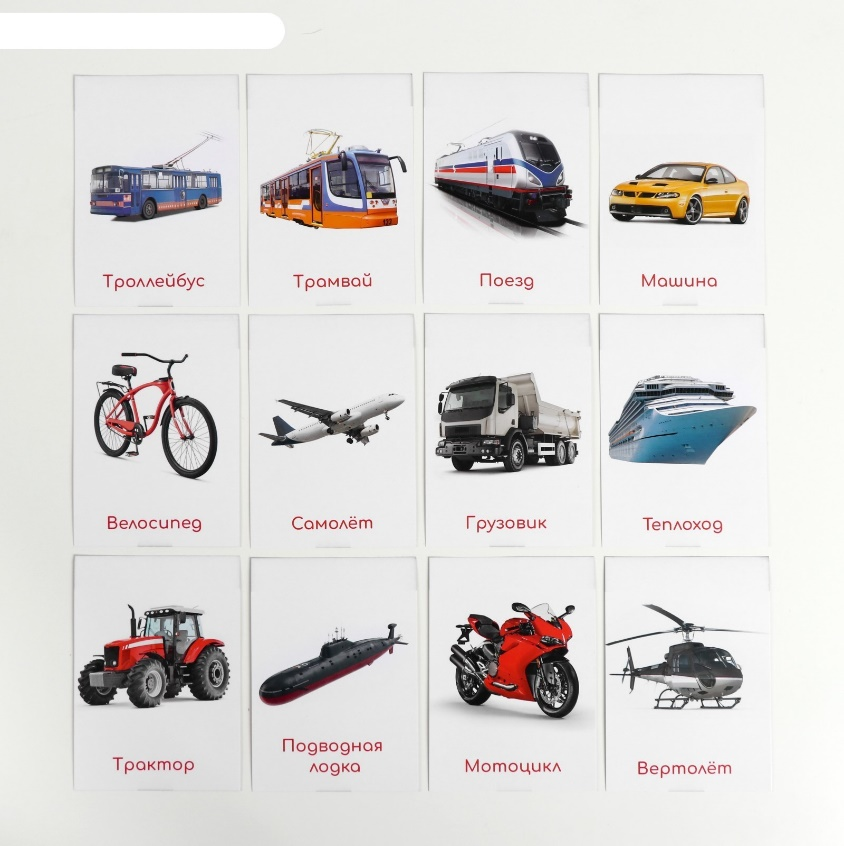 Троллейбус
Трамвай
Поезд
Машина
Велосипед
Самолёт
Грузовик
Теплоход
Трактор
Подводная
лодка
Мотоцикл
Вертолёт